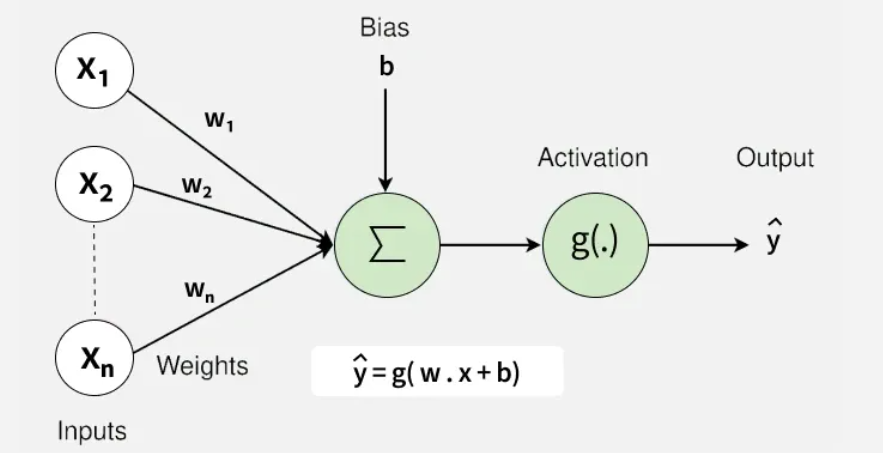 Bias
b
X₁
w₁
X₂
w₂
Activation
Output
∑
g(.)
ŷ
wₙ
Xₙ
Weights
ŷ = g( w . x + b)
Inputs